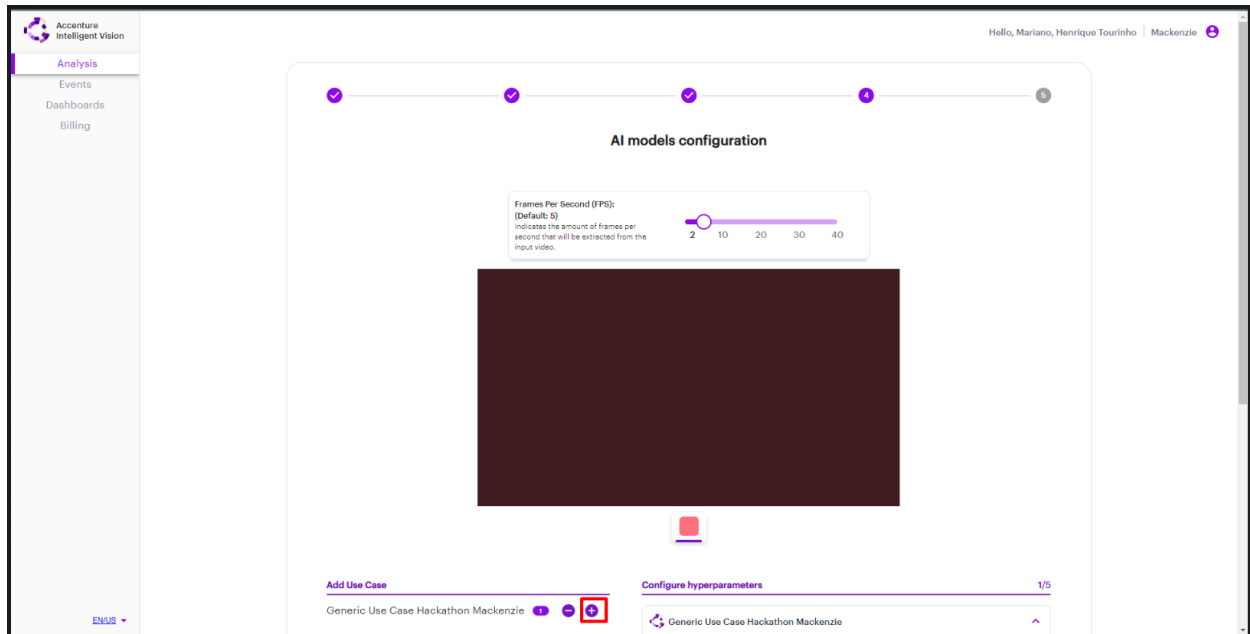 Accenture
Intelligent Vision
Hello, Mariano, Henrique Tourinho Mackenzie
Analysis
Events
Dashboards
Billing
4
5
AI models configuration
Frames Per Second (FPS):
(Default: 5)
Indicates the amount of frames per
second that will be extracted from the
input video.
2 10 20 30 40
Add Use Case
Configure hyperparameters 1/5
Generic Use Case Hackathon Mackenzie 1
Generic Use Case Hackathon Mackenzie
EN/US